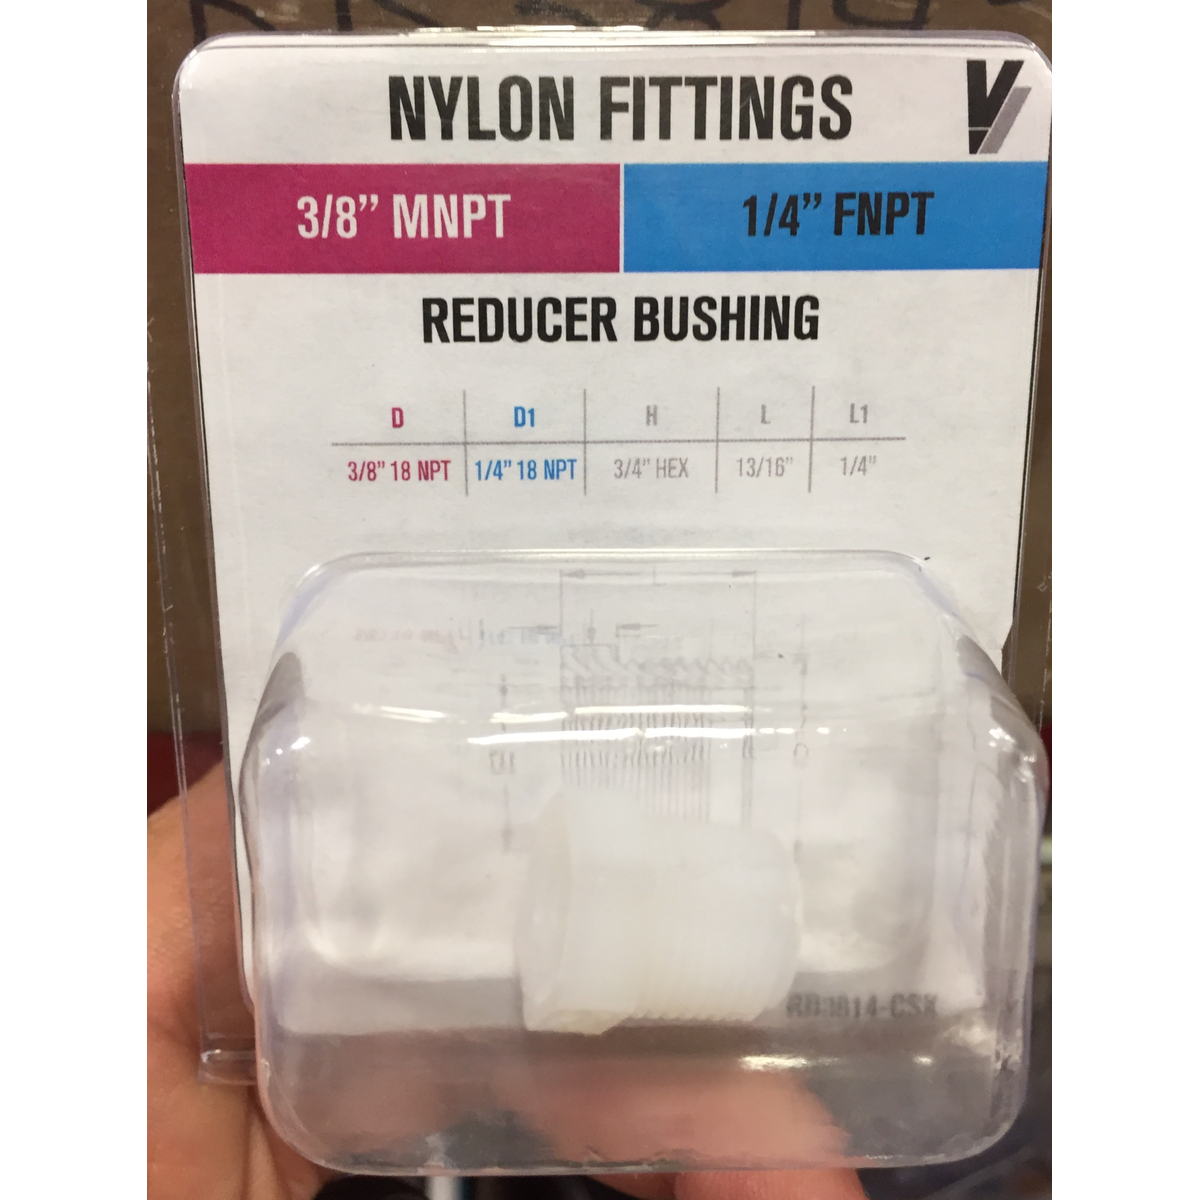 NYLON FITTINGS
3/8” MNPT 1/4” FNPT
REDUCER BUSHING
D D1 H L L1
3/8” 18 NPT 1/4” 18 NPT 3/4” HEX 13/16” 1/4”
L